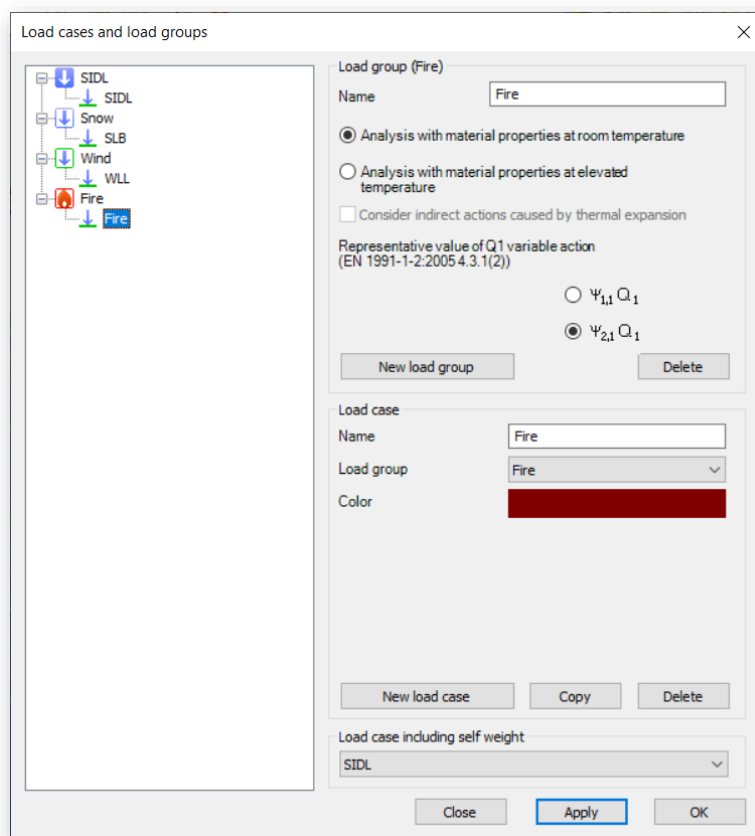 Load cases and load groups
SIDL
SIDL
Snow
SLB
Wind
WLL
Fire
Fire
Load group (Fire)
Name
Fire
Analysis with material properties at room temperature
Analysis with material properties at elevated
temperature
Consider indirect actions caused by thermal expansion
Representative value of Q1 variable action
(EN 1991-1-2:2005 4.3.1(2))
Ψ1,1 Q1
Ψ2,1 Q1
New load group
Delete
Load case
Name
Fire
Load group
Fire
Color
New load case
Copy
Delete
Load case including self weight
SIDL
Close
Apply
OK